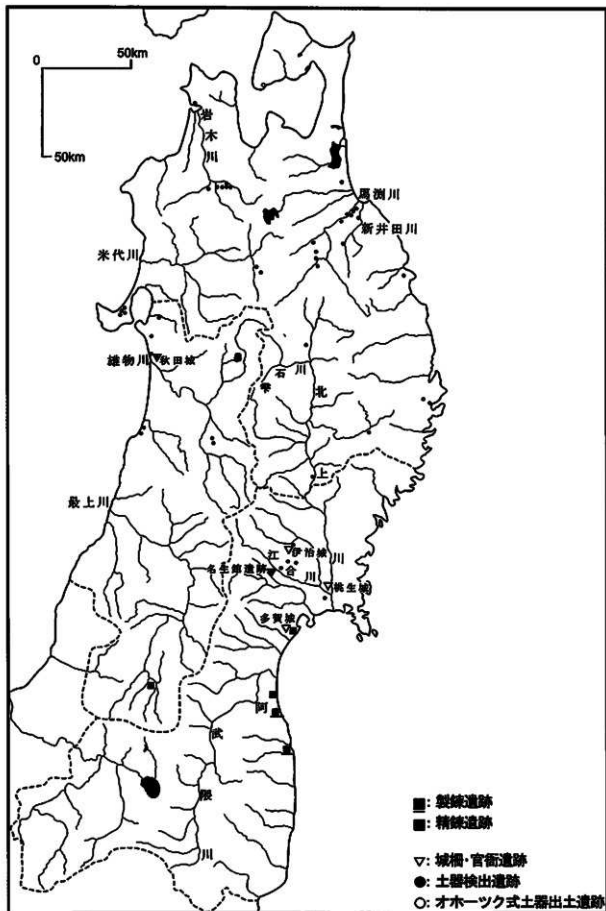 0 50km
50km
岩木川
馬渕川
新井田川
米代川
雄物川
秋田城
雫石川
北上川
最上川
伊治城
江合川
名生館遺跡
桃生城
多賀城
阿武隈川
■: 製錬遺跡
■: 精錬遺跡
▽: 城柵・官衙遺跡
●: 土器検出遺跡
○: オホーツク式土器出土遺跡